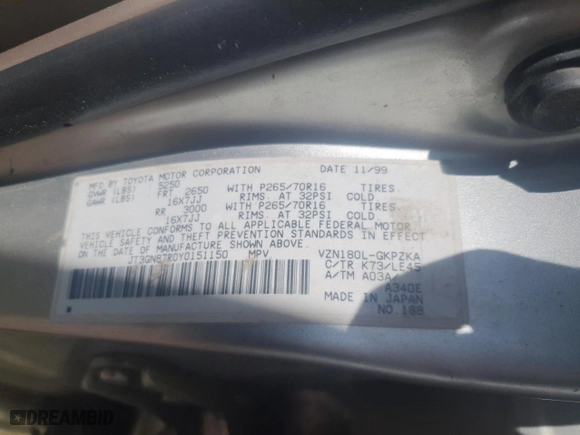 MFD BY TOYOTA MOTOR CORPORATION DATE 11/99
GVWR (LBS) 5250
GAWR (LBS) FRT 2650 WITH P265/70R16 TIRES.
16X7JJ RIMS. AT 32PSI COLD
RR 3000 WITH P265/70R16 TIRES.
16X7JJ RIMS. AT 32PSI COLD
THIS VEHICLE CONFORMS TO ALL APPLICABLE FEDERAL MOTOR
VEHICLE SAFETY AND THEFT PREVENTION STANDARDS IN EFFECT
ON THE DATE OF MANUFACTURE SHOWN ABOVE.
JT3GN87R0Y0151150 MPV VZN180L-GKPZKA
C/TR K73/LE45
A/TM A03A/
A340E
MADE IN JAPAN
NO.188
DREAMBID